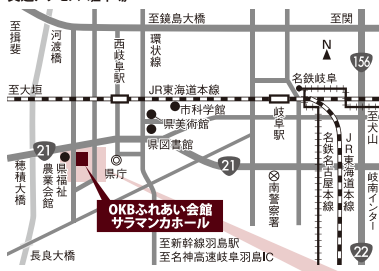 至鏡島大橋
至関
至揖斐
河渡橋
西岐阜駅
環状線
N
156
名鉄岐阜
至大垣
JR東海道本線
市科学館
県美術館
県図書館
岐阜駅
至犬山
21
21
県福祉
農業会館
県庁
南警察署
名鉄名古屋本線
JR東海道本線
岐南インター
穂積大橋
OKBふれあい会館
サラマンカホール
長良大橋
至新幹線羽島駅
至名神高速岐阜羽島IC
22